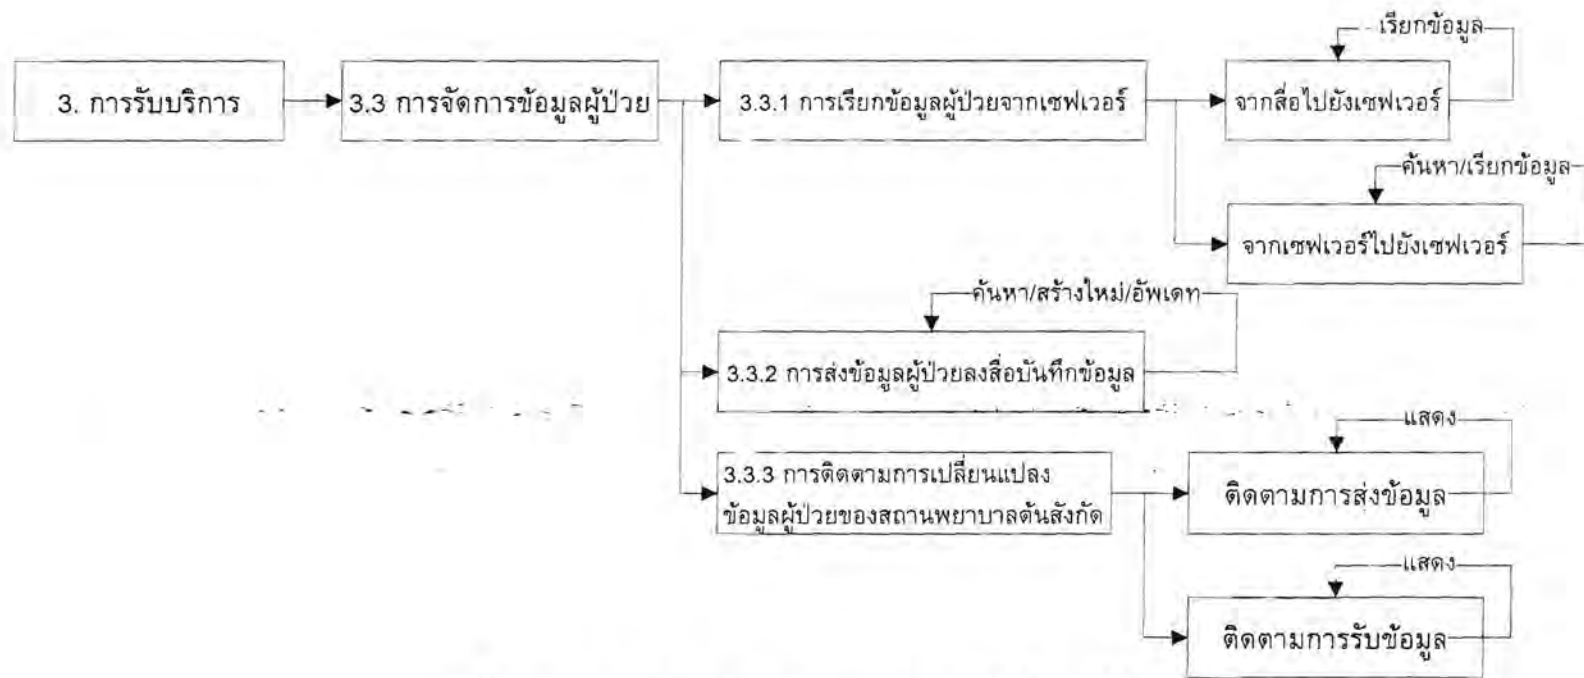 เรียกข้อมูล
3. การรับบริการ
3.3 การจัดการข้อมูลผู้ป่วย
3.3.1 การเรียกข้อมูลผู้ป่วยจากเซฟเวอร์
จากสื่อไปยังเซฟเวอร์
ค้นหา/เรียกข้อมูล
จากเซฟเวอร์ไปยังเซฟเวอร์
ค้นหา/สร้างใหม่/อัพเดท
3.3.2 การส่งข้อมูลผู้ป่วยลงสื่อบันทึกข้อมูล
แสดง
3.3.3 การติดตามการเปลี่ยนแปลง
ข้อมูลผู้ป่วยของสถานพยาบาลต้นสังกัด
ติดตามการส่งข้อมูล
แสดง
ติดตามการรับข้อมูล